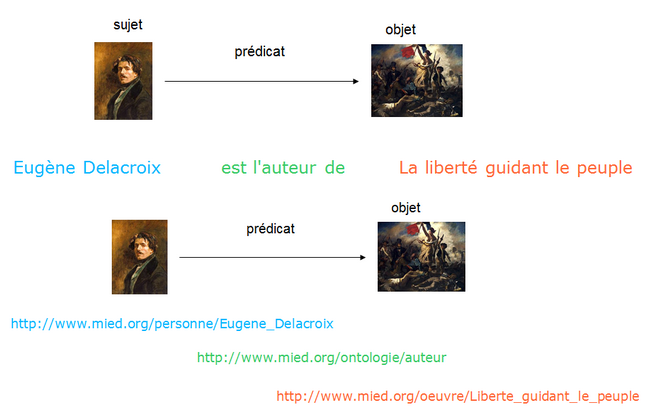 sujet
prédicat
objet
Eugène Delacroix est l'auteur de La liberté guidant le peuple
objet
prédicat
http://www.mied.org/personne/Eugene_Delacroix
http://www.mied.org/ontologie/auteur
http://www.mied.org/oeuvre/Liberte_guidant_le_peuple